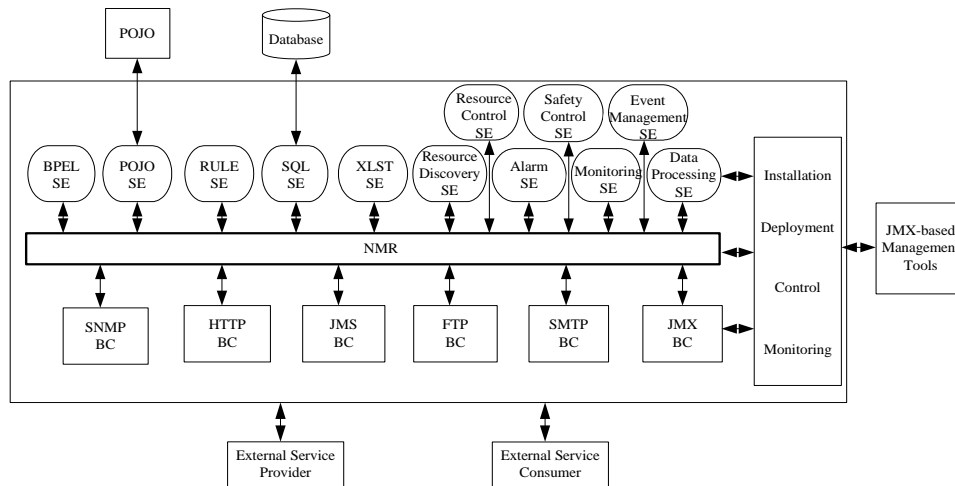 POJO
Database
Resource
Control
SE
Safety
Control
SE
Event
Management
SE
BPEL
SE
POJO
SE
RULE
SE
SQL
SE
XLST
SE
Resource
Discovery
SE
Alarm
SE
Monitoring
SE
Data
Processing
SE
Installation
Deployment
Control
Monitoring
JMX-based
Management
Tools
NMR
SNMP
BC
HTTP
BC
JMS
BC
FTP
BC
SMTP
BC
JMX
BC
External Service
Provider
External Service
Consumer